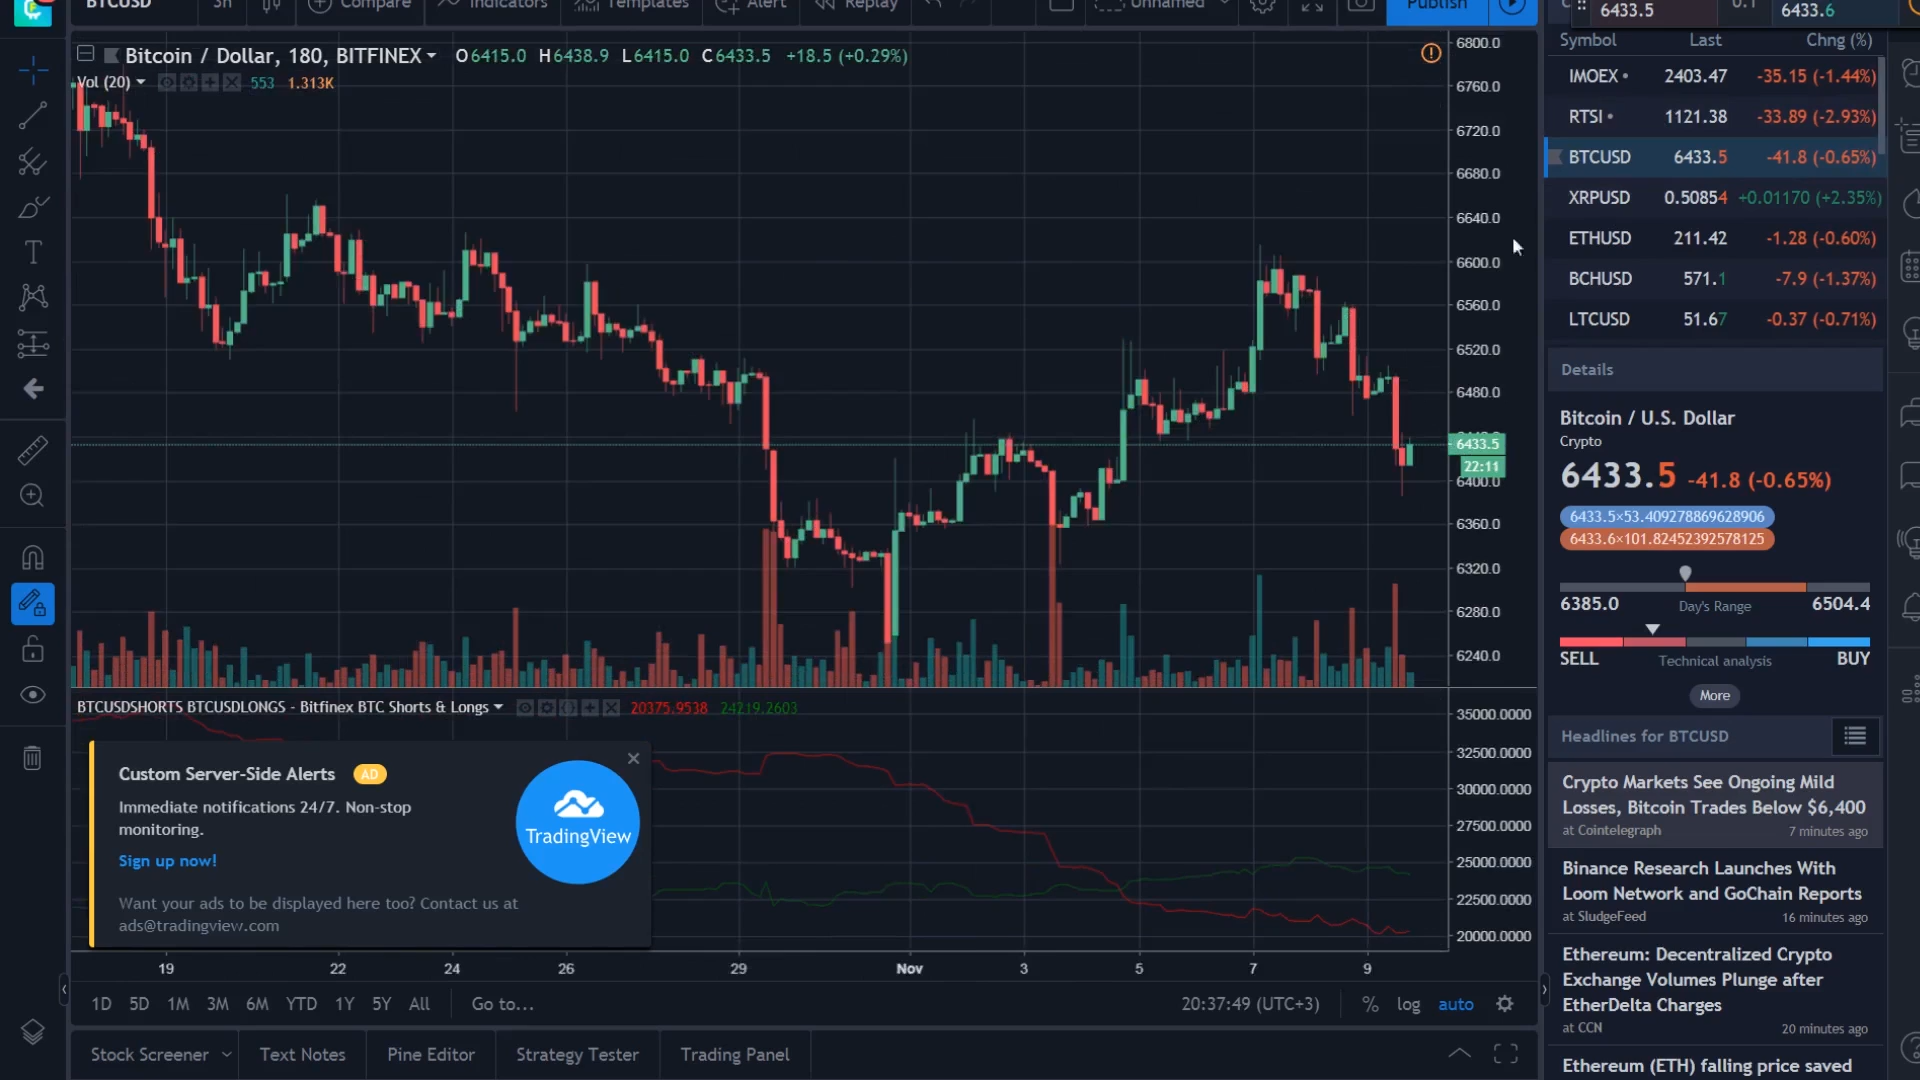 BTCUSD 3h Compare Indicators Templates Alert Replay Unnamed Publish
6433.5 0.1 6433.6
Bitcoin / Dollar, 180, BITFINEX O6415.0 H6438.9 L6415.0 C6433.5 +18.5 (+0.29%)
Vol (20) 553 1.313K
6800.0
6760.0
6720.0
6680.0
6640.0
6600.0
6560.0
6520.0
6480.0
6433.5
22:11
6400.0
6360.0
6320.0
6280.0
6240.0
BTCUSDSHORTS BTCUSDLONGS - Bitfinex BTC Shorts & Longs 20375.9538 24219.2603
35000.0000
32500.0000
30000.0000
27500.0000
25000.0000
22500.0000
20000.0000
Custom Server-Side Alerts AD
Immediate notifications 24/7. Non-stop
monitoring.
Sign up now!
TradingView
Want your ads to be displayed here too? Contact us at
ads@tradingview.com
19 22 24 26 29 Nov 3 5 7 9
1D 5D 1M 3M 6M YTD 1Y 5Y All Go to... 20:37:49 (UTC+3) % log auto
Stock Screener Text Notes Pine Editor Strategy Tester Trading Panel
Symbol Last Chng (%)
IMOEX 2403.47 -35.15 (-1.44%)
RTSI 1121.38 -33.89 (-2.93%)
BTCUSD 6433.5 -41.8 (-0.65%)
XRPUSD 0.50854 +0.01170 (+2.35%)
ETHUSD 211.42 -1.28 (-0.60%)
BCHUSD 571.1 -7.9 (-1.37%)
LTCUSD 51.67 -0.37 (-0.71%)
Details
Bitcoin / U.S. Dollar
Crypto
6433.5 -41.8 (-0.65%)
6433.5×53.409278869628906
6433.6×101.82452392578125
6385.0 Day's Range 6504.4
SELL Technical analysis BUY
More
Headlines for BTCUSD
Crypto Markets See Ongoing Mild
Losses, Bitcoin Trades Below $6,400
at Cointelegraph 7 minutes ago
Binance Research Launches With
Loom Network and GoChain Reports
at SludgeFeed 16 minutes ago
Ethereum: Decentralized Crypto
Exchange Volumes Plunge after
EtherDelta Charges
at CCN 20 minutes ago
Ethereum (ETH) falling price saved